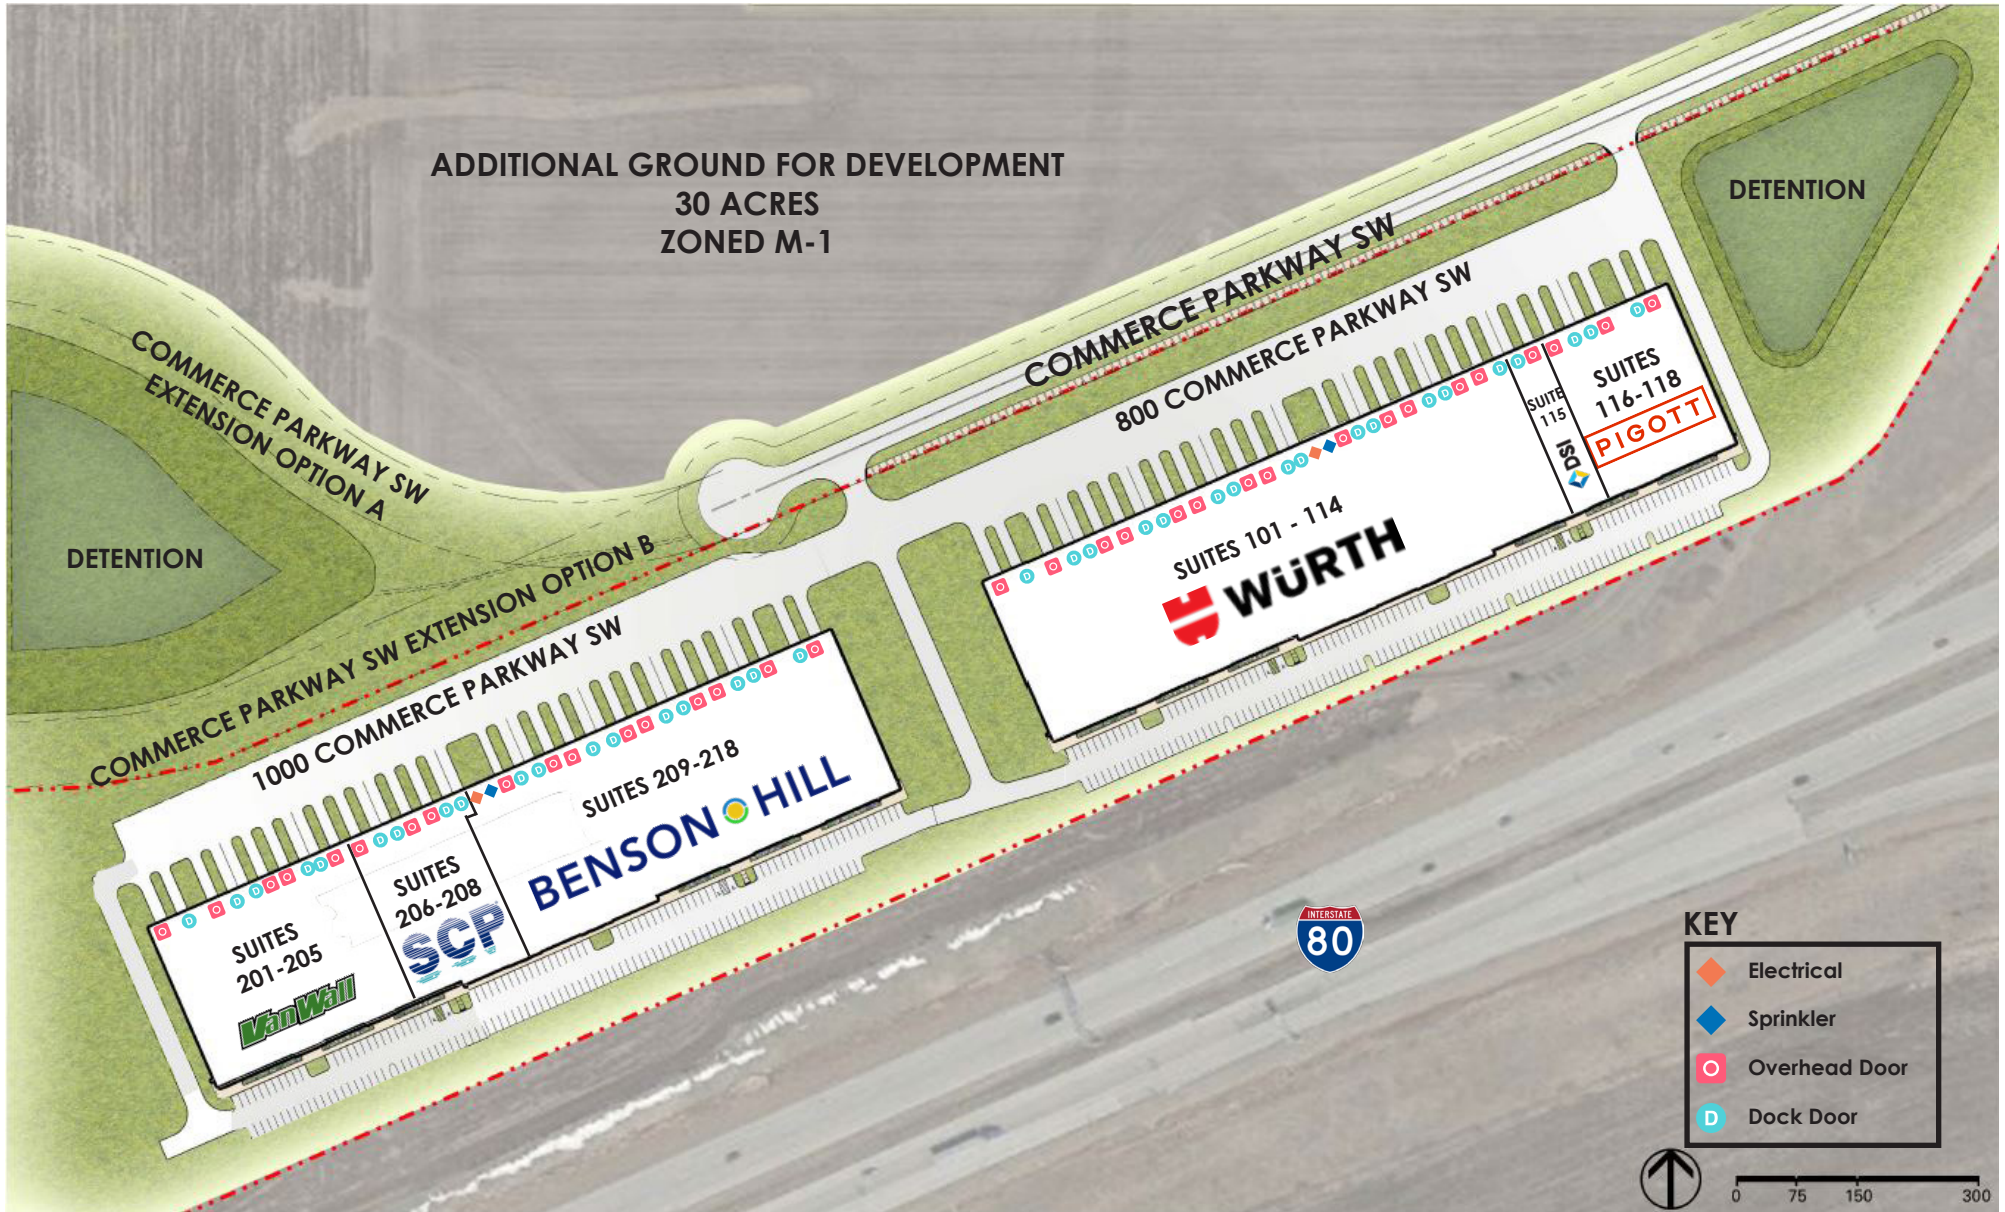 ADDITIONAL GROUND FOR DEVELOPMENT
30 ACRES
ZONED M-1
DETENTION
COMMERCE PARKWAY SW
800 COMMERCE PARKWAY SW
COMMERCE PARKWAY SW
EXTENSION OPTION A
DETENTION
COMMERCE PARKWAY SW EXTENSION OPTION B
1000 COMMERCE PARKWAY SW
SUITES
116-118
PIGOTT
SUITE
115
DSI
SUITES 101 - 114
WÜRTH
SUITES 209-218
BENSON HILL
SUITES
206-208
SCP
SUITES
201-205
VanWall
INTERSTATE
80
KEY
Electrical
Sprinkler
O Overhead Door
D Dock Door
0 75 150 300